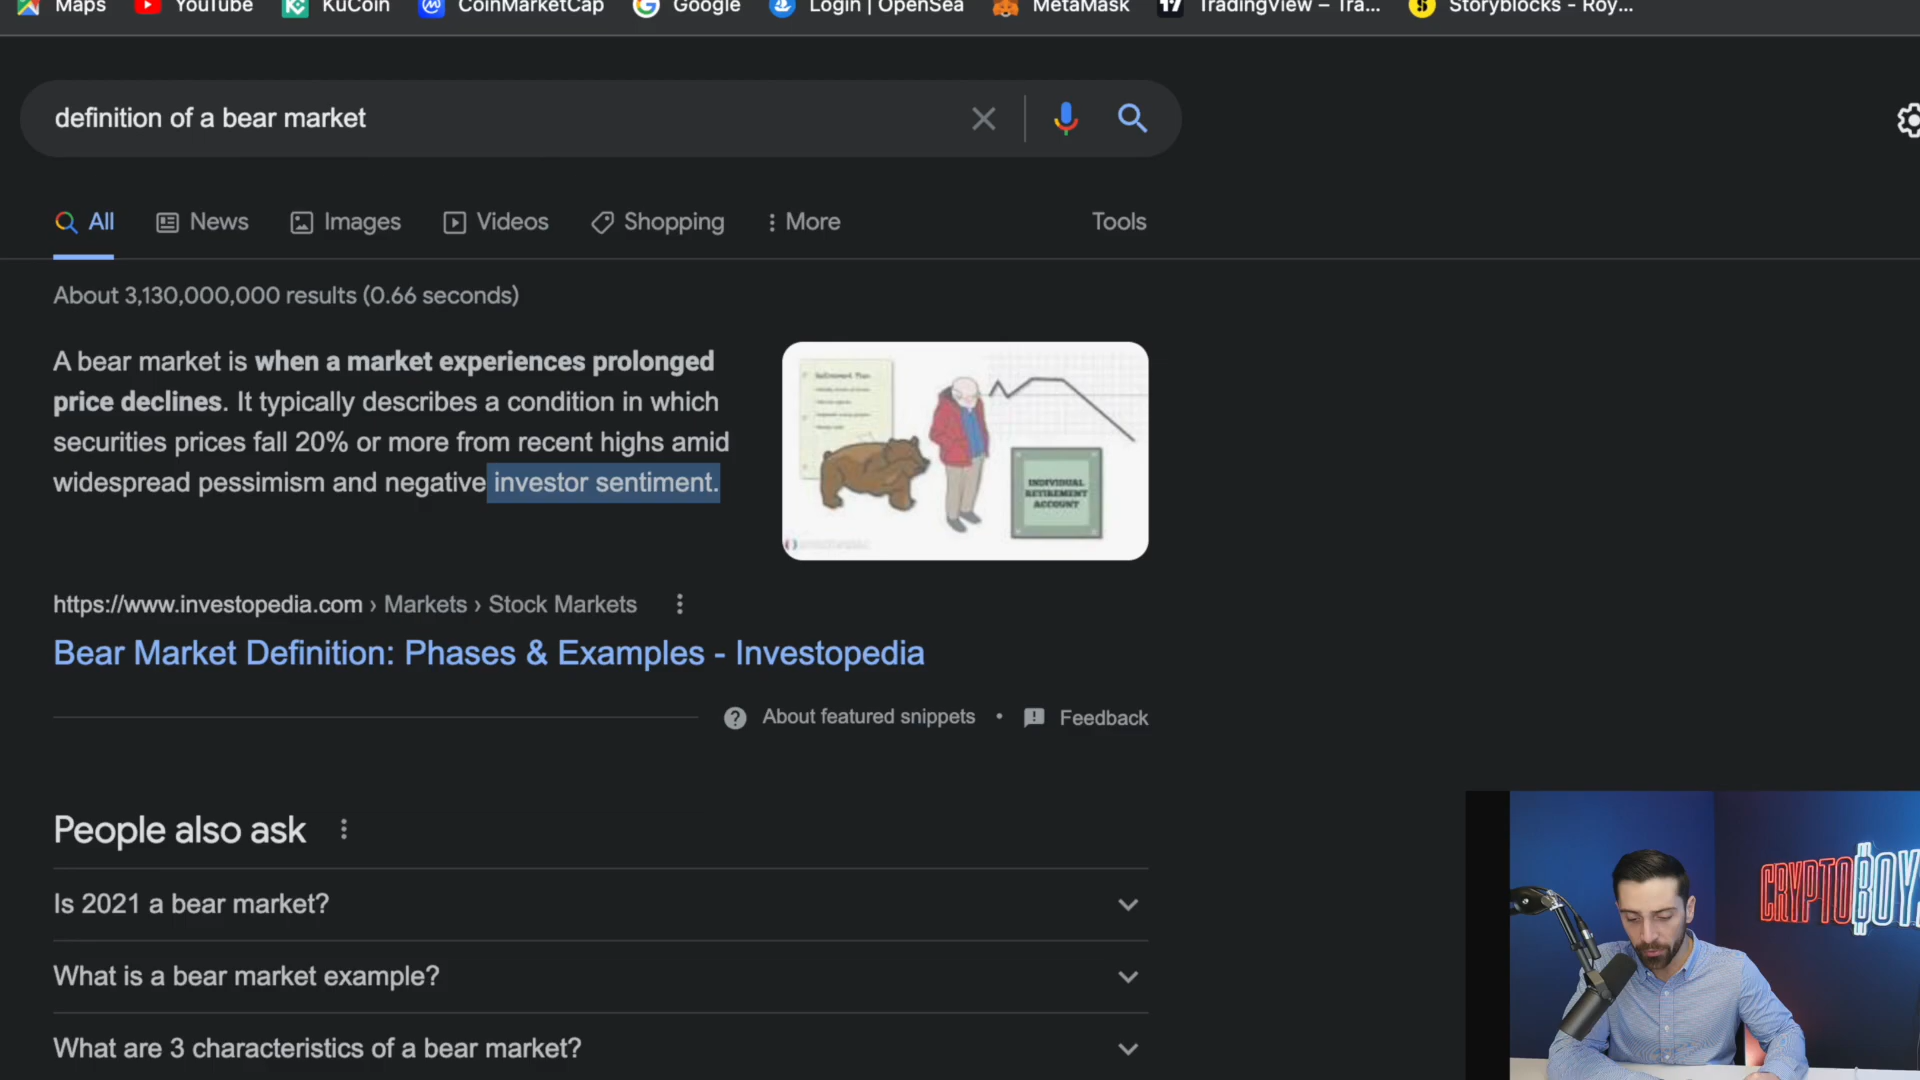 Maps YouTube KuCoin CoinMarketCap Google Login | OpenSea MetaMask TradingView – Tra... Storyblocks - Roy...
definition of a bear market
All News Images Videos Shopping More Tools
About 3,130,000,000 results (0.66 seconds)
A bear market is when a market experiences prolonged
price declines. It typically describes a condition in which
securities prices fall 20% or more from recent highs amid
widespread pessimism and negative investor sentiment.
Retirement Plan
INDIVIDUAL
RETIREMENT
ACCOUNT
https://www.investopedia.com › Markets › Stock Markets
Bear Market Definition: Phases & Examples - Investopedia
About featured snippets • Feedback
People also ask
Is 2021 a bear market?
What is a bear market example?
What are 3 characteristics of a bear market?
CRYPTO₿OY